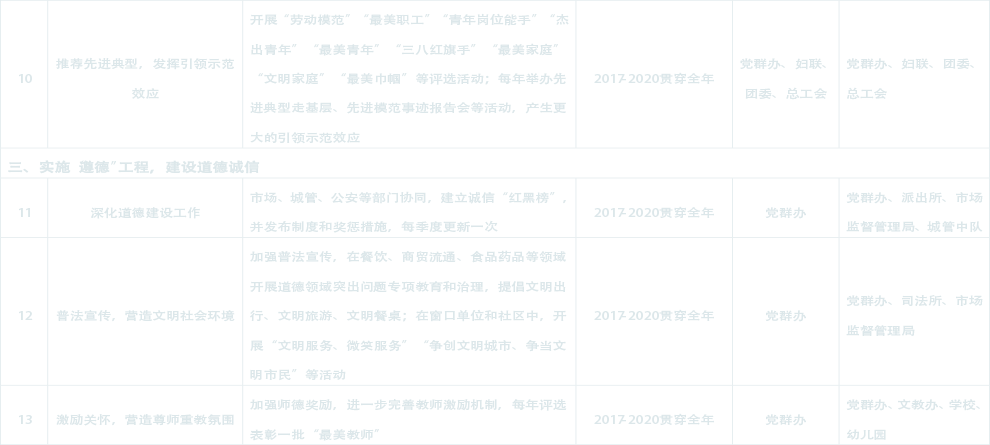 10
推荐先进典型，发挥引领示范
效应
开展“劳动模范”“最美职工”“青年岗位能手”“杰
出青年”“最美青年”“三八红旗手”“最美家庭”
“文明家庭”“最美巾帼”等评选活动；每年举办先
进典型走基层、先进模范事迹报告会等活动，产生更
大的引领示范效应
2017-2020贯穿全年
党群办、妇联、
团委、总工会
党群办、妇联、团委、
总工会
三、实施“遵德”工程，建设道德诚信
11
深化道德建设工作
市场、城管、公安等部门协同，建立诚信“红黑榜”，
并发布制度和奖惩措施，每季度更新一次
2017-2020贯穿全年
党群办
党群办、派出所、市场
监督管理局、城管中队
12
普法宣传，营造文明社会环境
加强普法宣传，在餐饮、商贸流通、食品药品等领域
开展道德领域突出问题专项教育和治理，提倡文明出
行、文明旅游、文明餐桌；在窗口单位和社区中，开
展“文明服务、微笑服务”“争创文明城市、争当文
明市民”等活动
2017-2020贯穿全年
党群办
党群办、司法所、市场
监督管理局
13
激励关怀，营造尊师重教氛围
加强师德奖励，进一步完善教师激励机制，每年评选
表彰一批“最美教师”
2017-2020贯穿全年
党群办
党群办、文教办、学校、
幼儿园